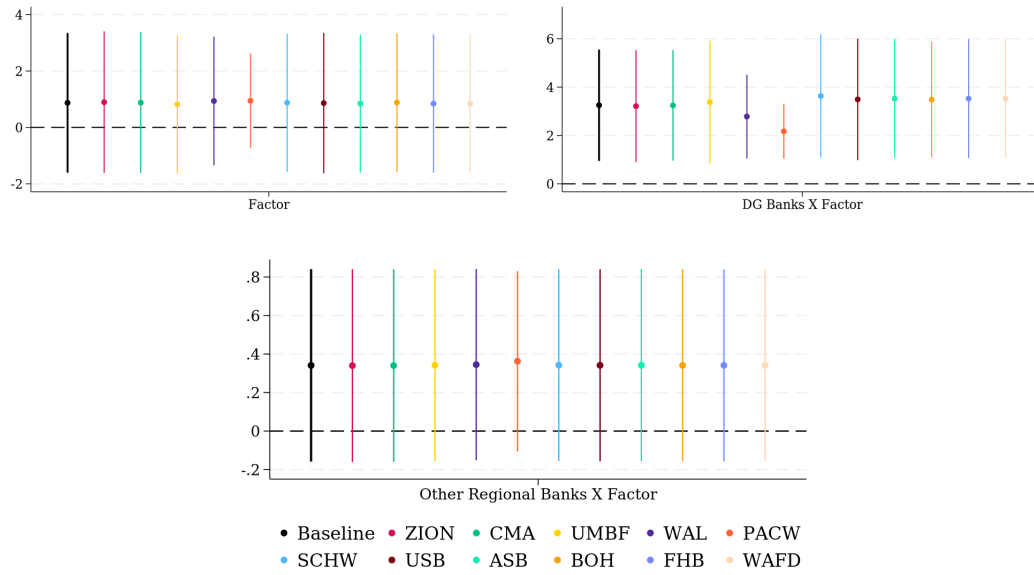 4
2
0
-2
Factor
6
4
2
0
DG Banks X Factor
.8
.6
.4
.2
0
-.2
Other Regional Banks X Factor
Baseline ZION CMA UMBF WAL PACW
SCHW USB ASB BOH FHB WAFD